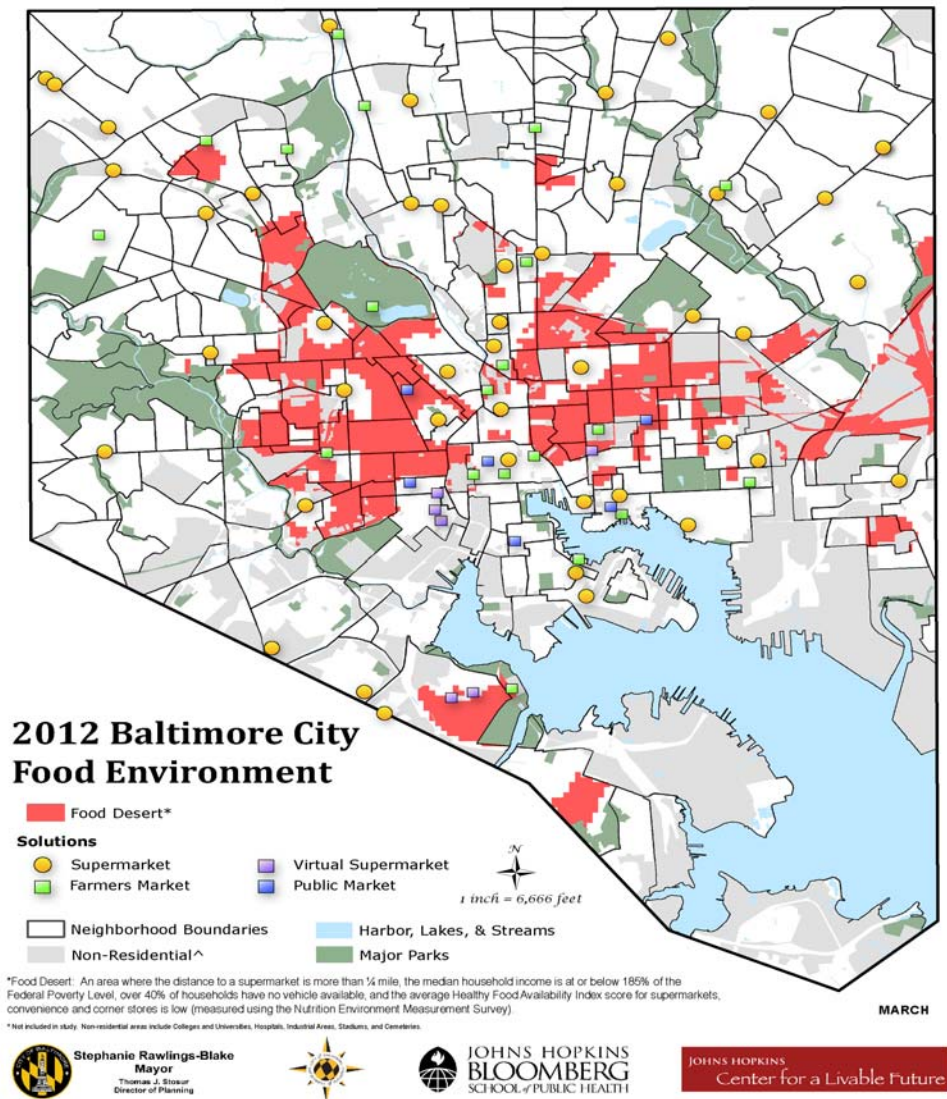 2012 Baltimore City
Food Environment
Food Desert*
Solutions
Supermarket
Farmers Market
Virtual Supermarket
Public Market
N
1 inch = 6,666 feet
Neighborhood Boundaries
Non-Residential^
Harbor, Lakes, & Streams
Major Parks
*Food Desert: An area where the distance to a supermarket is more than ¼ mile, the median household income is at or below 185% of the
Federal Poverty Level, over 40% of households have no vehicle available, and the average Healthy Food Availability Index score for supermarkets,
convenience and corner stores is low (measured using the Nutrition Environment Measurement Survey).
MARCH
^ Not included in study. Non-residential areas include Colleges and Universities, Hospitals, Industrial Areas, Stadiums, and Cemeteries.
Stephanie Rawlings-Blake
Mayor
Thomas J. Stosur
Director of Planning
JOHNS HOPKINS
BLOOMBERG
SCHOOL of PUBLIC HEALTH
JOHNS HOPKINS
Center for a Livable Future